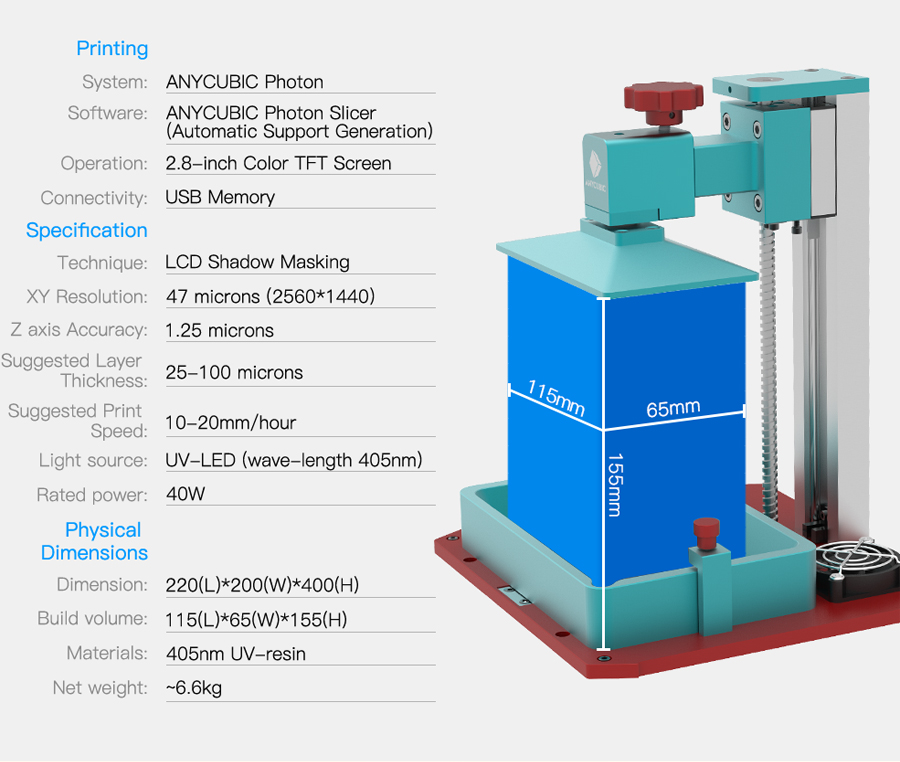 Printing
System: ANYCUBIC Photon
Software: ANYCUBIC Photon Slicer
(Automatic Support Generation)
Operation: 2.8-inch Color TFT Screen
Connectivity: USB Memory
Specification
Technique: LCD Shadow Masking
XY Resolution: 47 microns (2560*1440)
Z axis Accuracy: 1.25 microns
Suggested Layer
Thickness: 25-100 microns
Suggested Print
Speed: 10-20mm/hour
Light source: UV-LED (wave-length 405nm)
Rated power: 40W
Physical
Dimensions
Dimension: 220(L)*200(W)*400(H)
Build volume: 115(L)*65(W)*155(H)
Materials: 405nm UV-resin
Net weight: ~6.6kg
ANYCUBIC
115mm
65mm
155mm